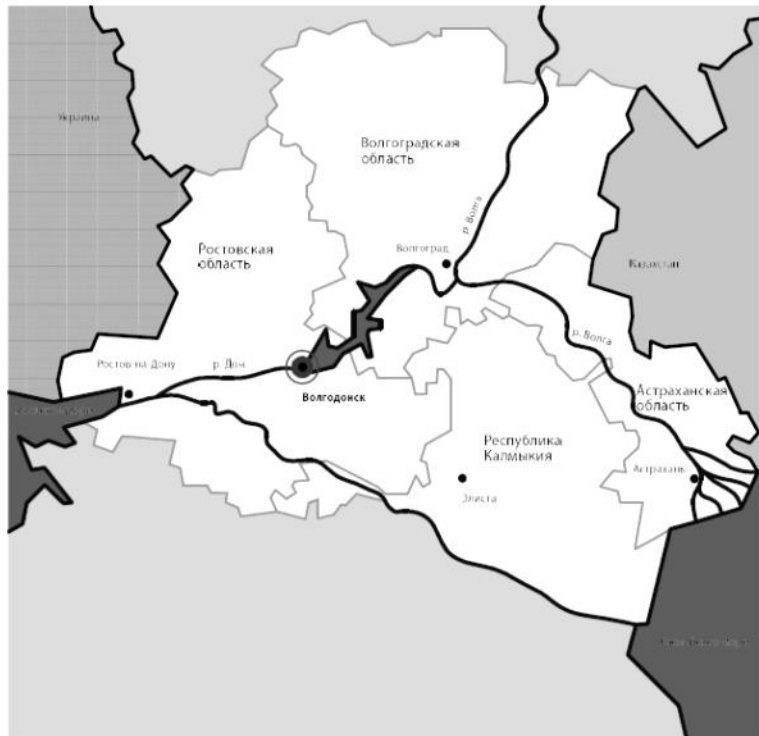 Украина
Волгоградская
область
р. Волга
Волгоград
Ростовская
область
Казахстан
р. Волга
Ростов-на-Дону
р. Дон
Волгодонск
Астраханская
область
Республика
Калмыкия
Астрахань
Элиста